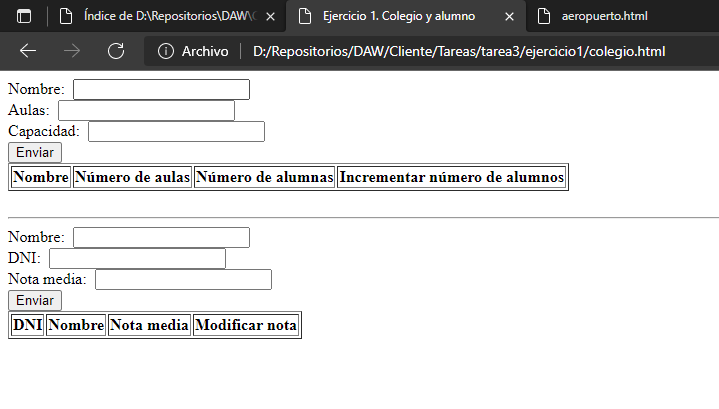 Índice de D:\Repositorios\DAW\C
Ejercicio 1. Colegio y alumno
aeropuerto.html
Archivo D:/Repositorios/DAW/Cliente/Tareas/tarea3/ejercicio1/colegio.html
Nombre:
Aulas:
Capacidad:
Enviar
Nombre Número de aulas Número de alumnas Incrementar número de alumnos
Nombre:
DNI:
Nota media:
Enviar
DNI Nombre Nota media Modificar nota